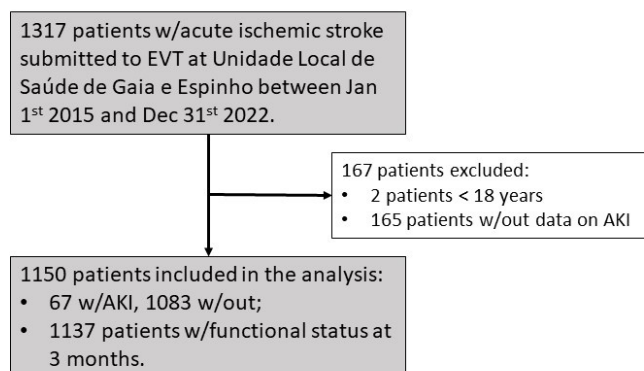 1317 patients w/acute ischemic stroke
submitted to EVT at Unidade Local de
Saúde de Gaia e Espinho between Jan
1st 2015 and Dec 31st 2022.
167 patients excluded:
• 2 patients < 18 years
• 165 patients w/out data on AKI
1150 patients included in the analysis:
• 67 w/AKI, 1083 w/out;
• 1137 patients w/functional status at
3 months.